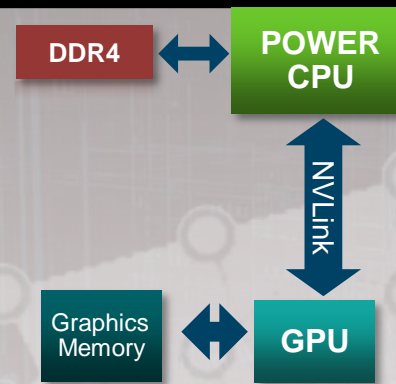 DDR4
POWER
CPU
NVLink
Graphics
Memory
GPU